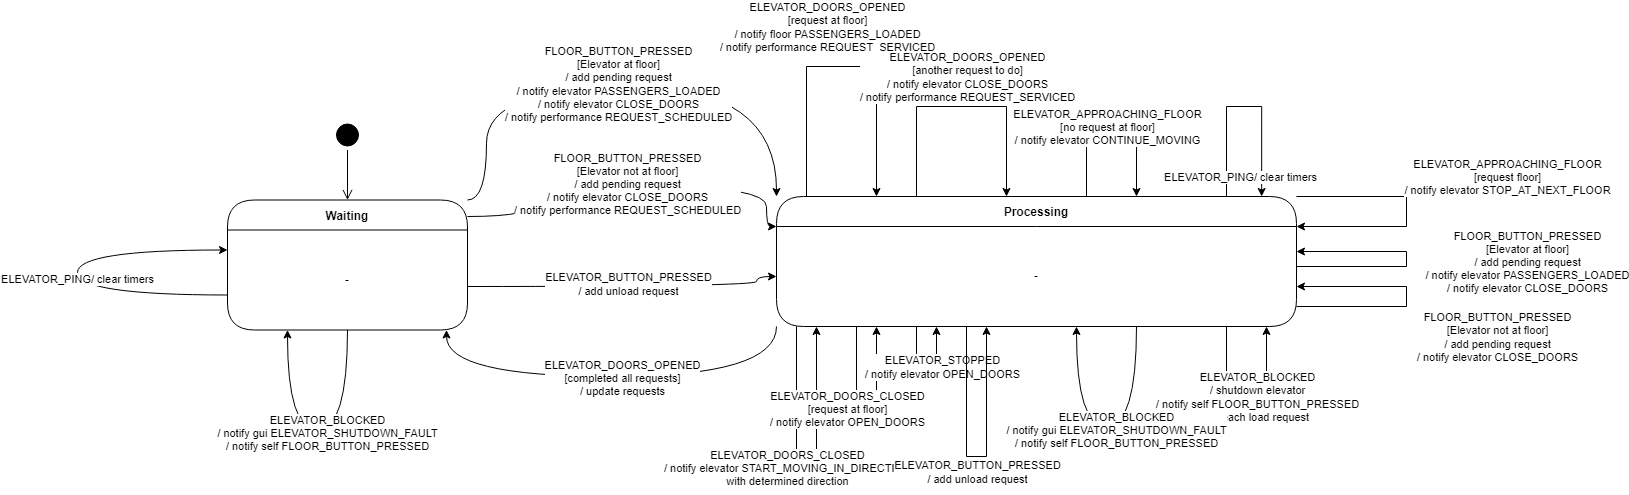 ELEVATOR_DOORS_OPENED
[request at floor]
/ notify floor PASSENGERS_LOADED
/ notify performance REQUEST_SERVICED
FLOOR_BUTTON_PRESSED
[Elevator at floor]
/ add pending request
/ notify elevator PASSENGERS_LOADED
/ notify elevator CLOSE_DOORS
/ notify performance REQUEST_SCHEDULED
ELEVATOR_DOORS_OPENED
[another request to do]
/ notify elevator CLOSE_DOORS
/ notify performance REQUEST_SERVICED
ELEVATOR_APPROACHING_FLOOR
[no request at floor]
/ notify elevator CONTINUE_MOVING
FLOOR_BUTTON_PRESSED
[Elevator not at floor]
/ add pending request
/ notify elevator CLOSE_DOORS
/ notify performance REQUEST_SCHEDULED
ELEVATOR_PING/ clear timers
ELEVATOR_APPROACHING_FLOOR
[request floor]
/ notify elevator STOP_AT_NEXT_FLOOR
Waiting
-
Processing
-
ELEVATOR_PING/ clear timers
ELEVATOR_BUTTON_PRESSED
/ add unload request
FLOOR_BUTTON_PRESSED
[Elevator at floor]
/ add pending request
/ notify elevator PASSENGERS_LOADED
/ notify elevator CLOSE_DOORS
FLOOR_BUTTON_PRESSED
[Elevator not at floor]
/ add pending request
/ notify elevator CLOSE_DOORS
ELEVATOR_DOORS_OPENED
[completed all requests]
/ update requests
ELEVATOR_STOPPED
/ notify elevator OPEN_DOORS
ELEVATOR_DOORS_CLOSED
[request at floor]
/ notify elevator OPEN_DOORS
ELEVATOR_BLOCKED
/ shutdown elevator
/ notify self FLOOR_BUTTON_PRESSED
ach load request
ELEVATOR_BLOCKED
/ notify gui ELEVATOR_SHUTDOWN_FAULT
/ notify self FLOOR_BUTTON_PRESSED
ELEVATOR_BLOCKED
/ notify gui ELEVATOR_SHUTDOWN_FAULT
/ notify self FLOOR_BUTTON_PRESSED
ELEVATOR_DOORS_CLOSED
/ notify elevator START_MOVING_IN_DIRECTI
with determined direction
ELEVATOR_BUTTON_PRESSED
/ add unload request